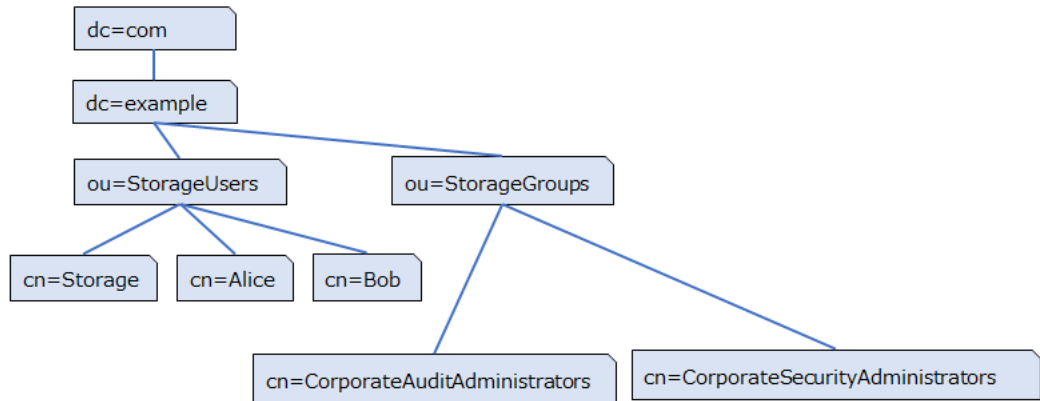 dc=com
dc=example
ou=StorageUsers
ou=StorageGroups
cn=Storage
cn=Alice
cn=Bob
cn=CorporateAuditAdministrators
cn=CorporateSecurityAdministrators